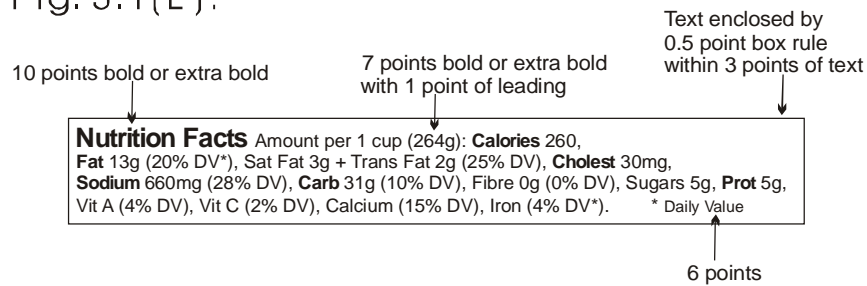 Fig. 3.1(E).
Text enclosed by
0.5 point box rule
within 3 points of text
7 points bold or extra bold
with 1 point of leading
10 points bold or extra bold
Nutrition Facts Amount per 1 cup (264g): Calories 260,
Fat 13g (20% DV*), Sat Fat 3g + Trans Fat 2g (25% DV), Cholest 30mg,
Sodium 660mg (28% DV), Carb 31g (10% DV), Fibre 0g (0% DV), Sugars 5g, Prot 5g,
Vit A (4% DV), Vit C (2% DV), Calcium (15% DV), Iron (4% DV*). * Daily Value
6 points